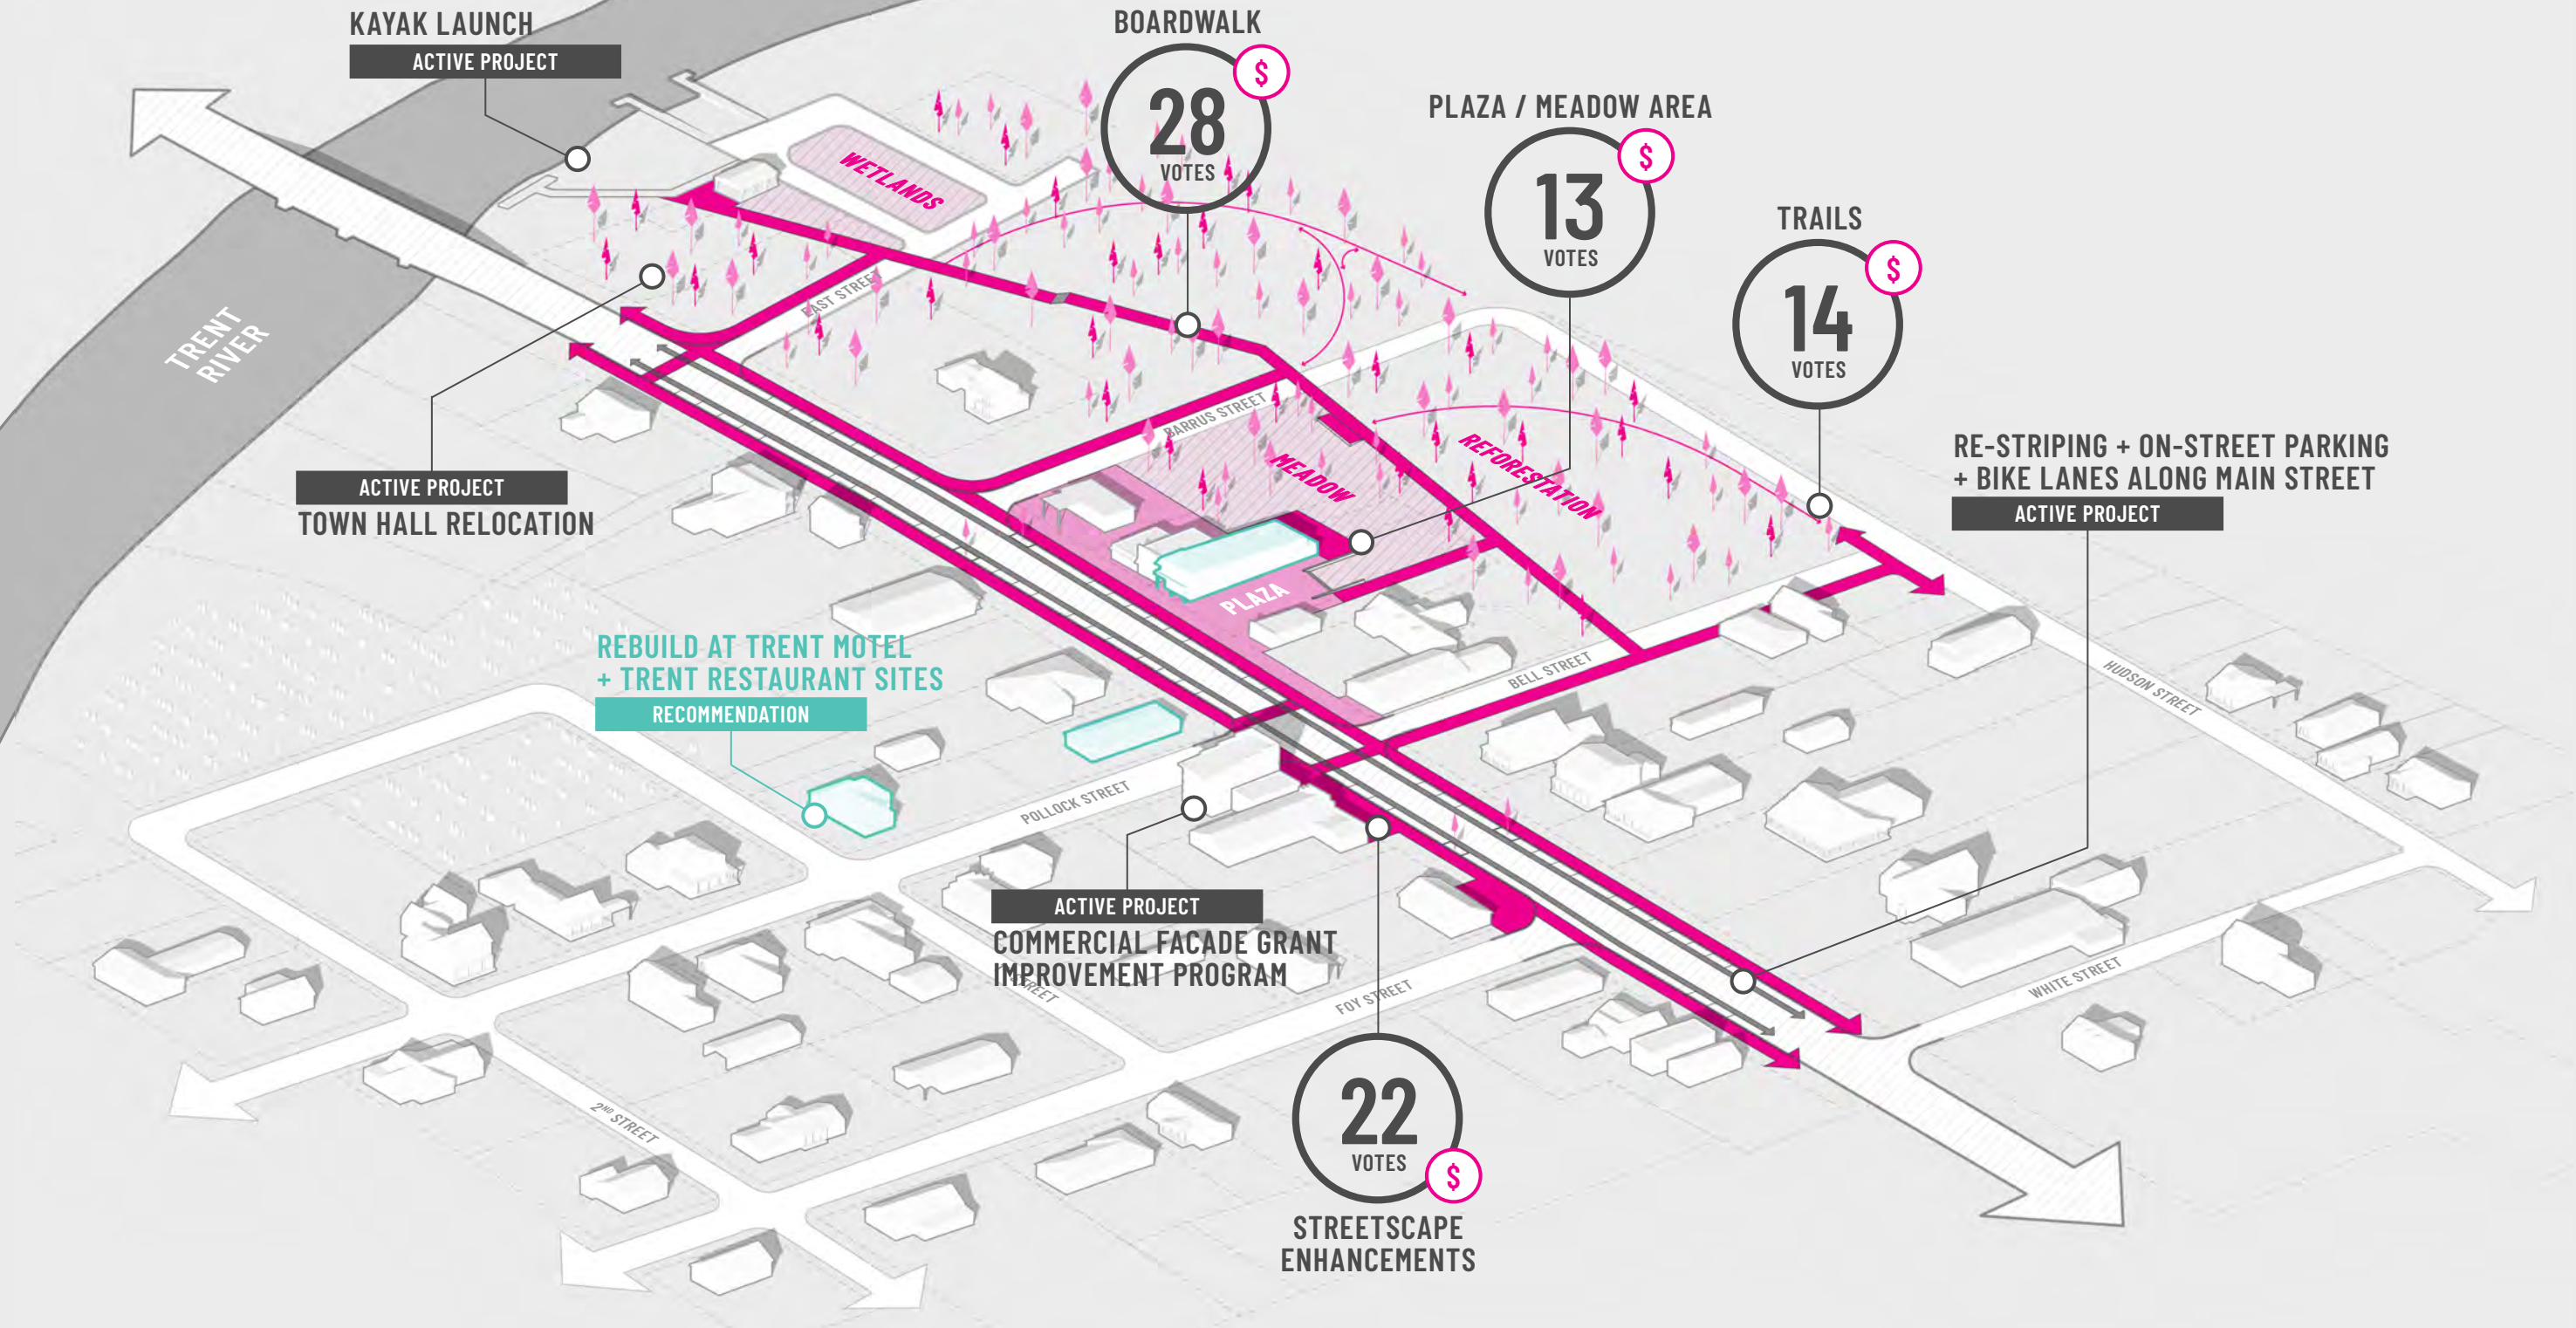 KAYAK LAUNCH
ACTIVE PROJECT
BOARDWALK
$
28
VOTES
PLAZA / MEADOW AREA
$
13
VOTES
TRAILS
$
14
VOTES
WETLANDS
TRENT
RIVER
EAST STREET
BARRUS STREET
MEADOW
REFORESTATION
RE-STRIPING + ON-STREET PARKING
+ BIKE LANES ALONG MAIN STREET
ACTIVE PROJECT
ACTIVE PROJECT
TOWN HALL RELOCATION
PLAZA
REBUILD AT TRENT MOTEL
+ TRENT RESTAURANT SITES
RECOMMENDATION
BELL STREET
HUDSON STREET
POLLOCK STREET
ACTIVE PROJECT
COMMERCIAL FACADE GRANT
IMPROVEMENT PROGRAM
STREET
FOY STREET
WHITE STREET
2ND STREET
22
VOTES
$
STREETSCAPE
ENHANCEMENTS